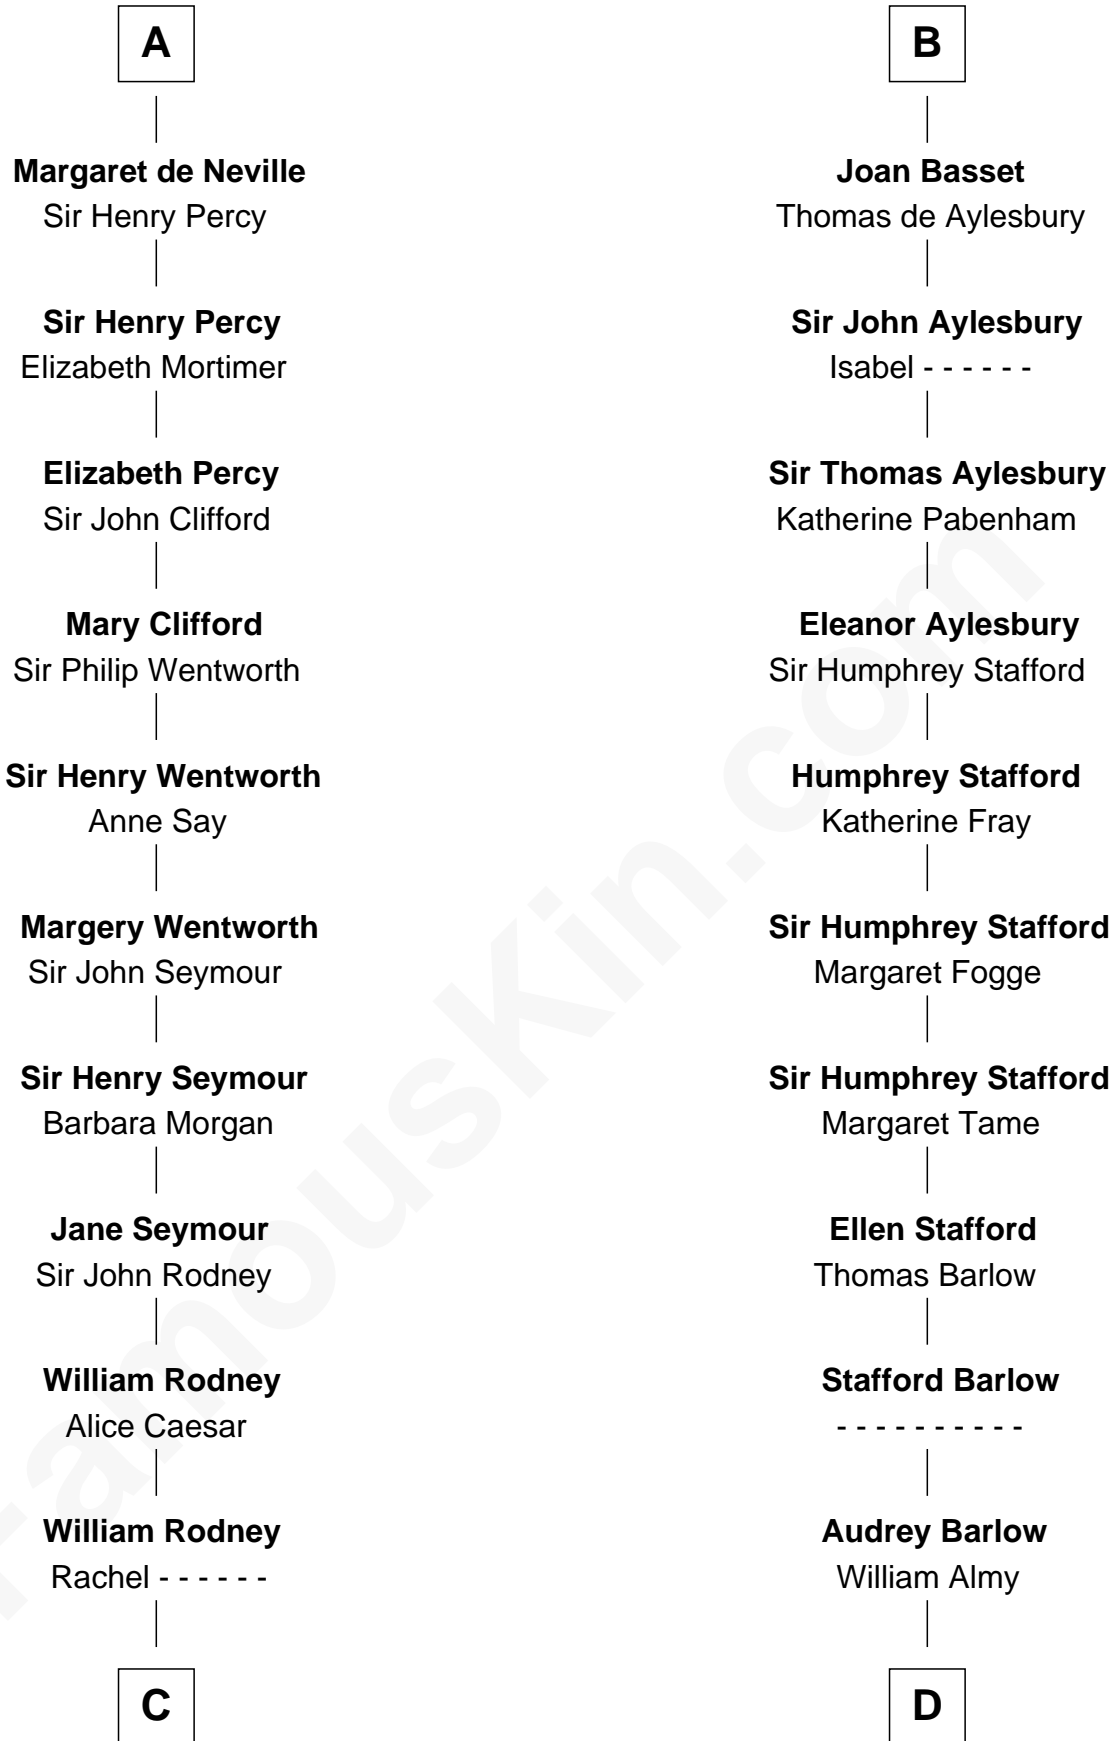 A
Margaret de Neville
Sir Henry Percy
Sir Henry Percy
Elizabeth Mortimer
Elizabeth Percy
Sir John Clifford
Mary Clifford
Sir Philip Wentworth
Sir Henry Wentworth
Anne Say
Margery Wentworth
Sir John Seymour
Sir Henry Seymour
Barbara Morgan
Jane Seymour
Sir John Rodney
William Rodney
Alice Caesar
William Rodney
Rachel - - - - - -
C
B
Joan Basset
Thomas de Aylesbury
Sir John Aylesbury
Isabel - - - - - -
Sir Thomas Aylesbury
Katherine Pabenham
Eleanor Aylesbury
Sir Humphrey Stafford
Humphrey Stafford
Katherine Fray
Sir Humphrey Stafford
Margaret Fogge
Sir Humphrey Stafford
Margaret Tame
Ellen Stafford
Thomas Barlow
Stafford Barlow
- - - - - - - - - -
Audrey Barlow
William Almy
D
FamousKin.com